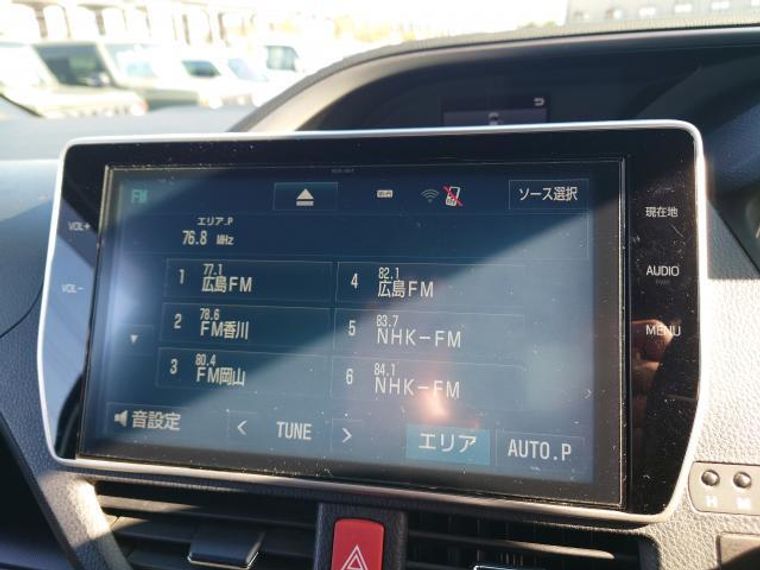 FM
ソース選択
エリア.P
76.8 MHz
1 77.1 広島FM
2 78.6 FM香川
3 80.4 FM岡山
4 82.1 広島FM
5 83.7 NHK-FM
6 84.1 NHK-FM
音設定
TUNE
エリア
AUTO.P
VOL+
VOL-
現在地
AUDIO
MENU
H
M